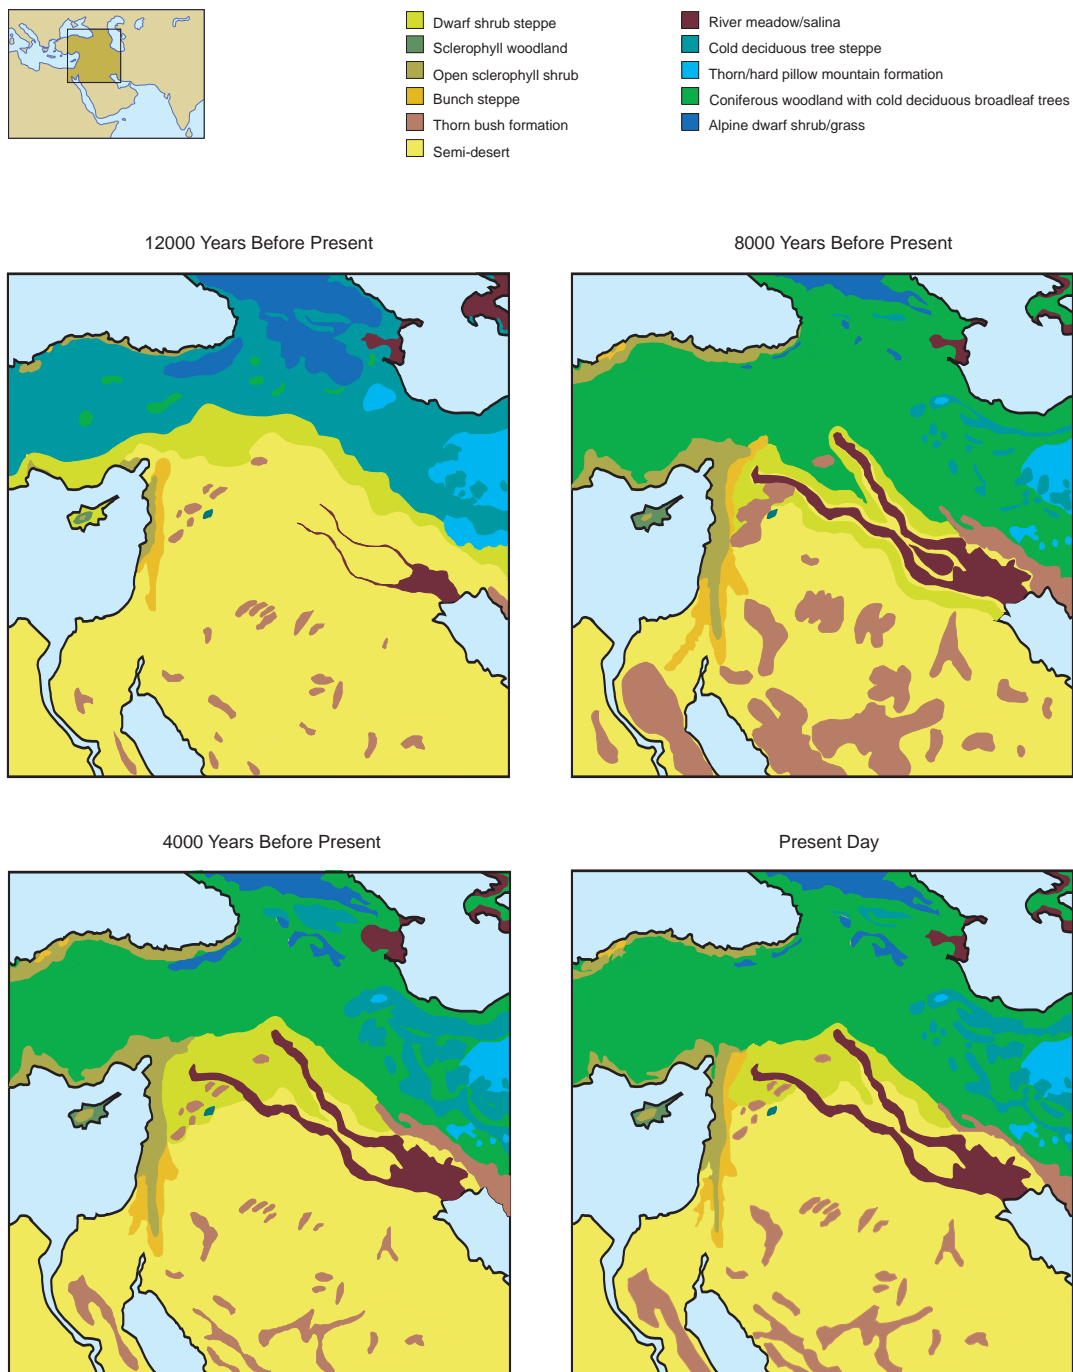 Dwarf shrub steppe
Sclerophyll woodland
Open sclerophyll shrub
Bunch steppe
Thorn bush formation
Semi-desert
River meadow/salina
Cold deciduous tree steppe
Thorn/hard pillow mountain formation
Coniferous woodland with cold deciduous broadleaf trees
Alpine dwarf shrub/grass
12000 Years Before Present
8000 Years Before Present
4000 Years Before Present
Present Day